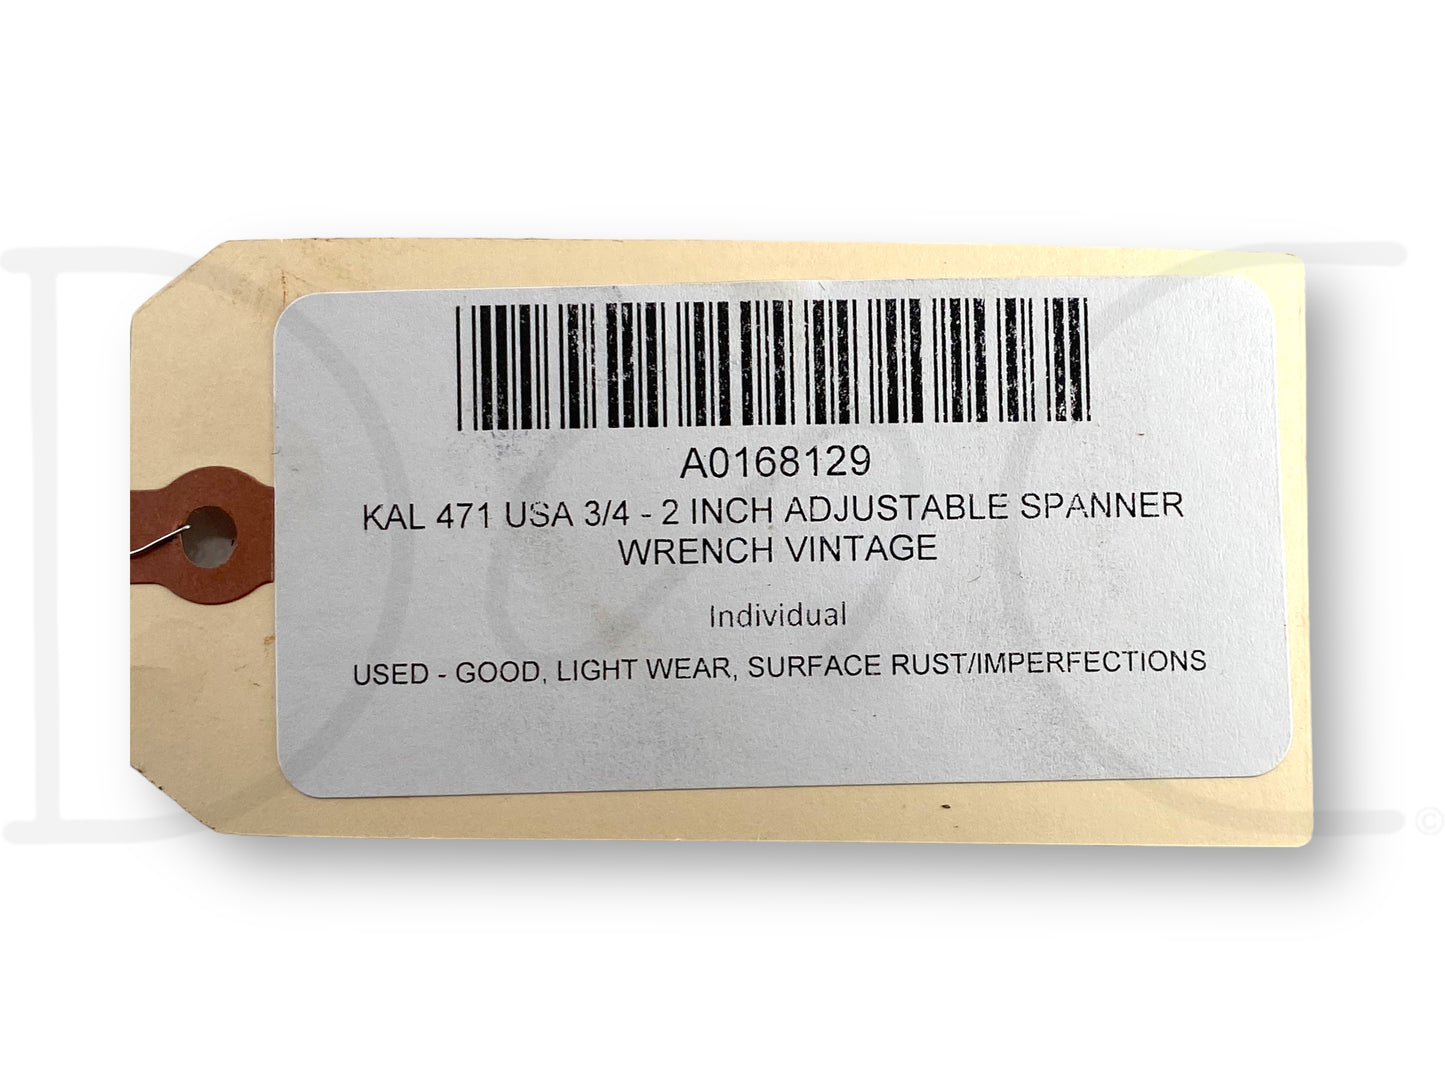 A0168129
KAL 471 USA 3/4 - 2 INCH ADJUSTABLE SPANNER
WRENCH VINTAGE
Individual
USED - GOOD, LIGHT WEAR, SURFACE RUST/IMPERFECTIONS
D C ©